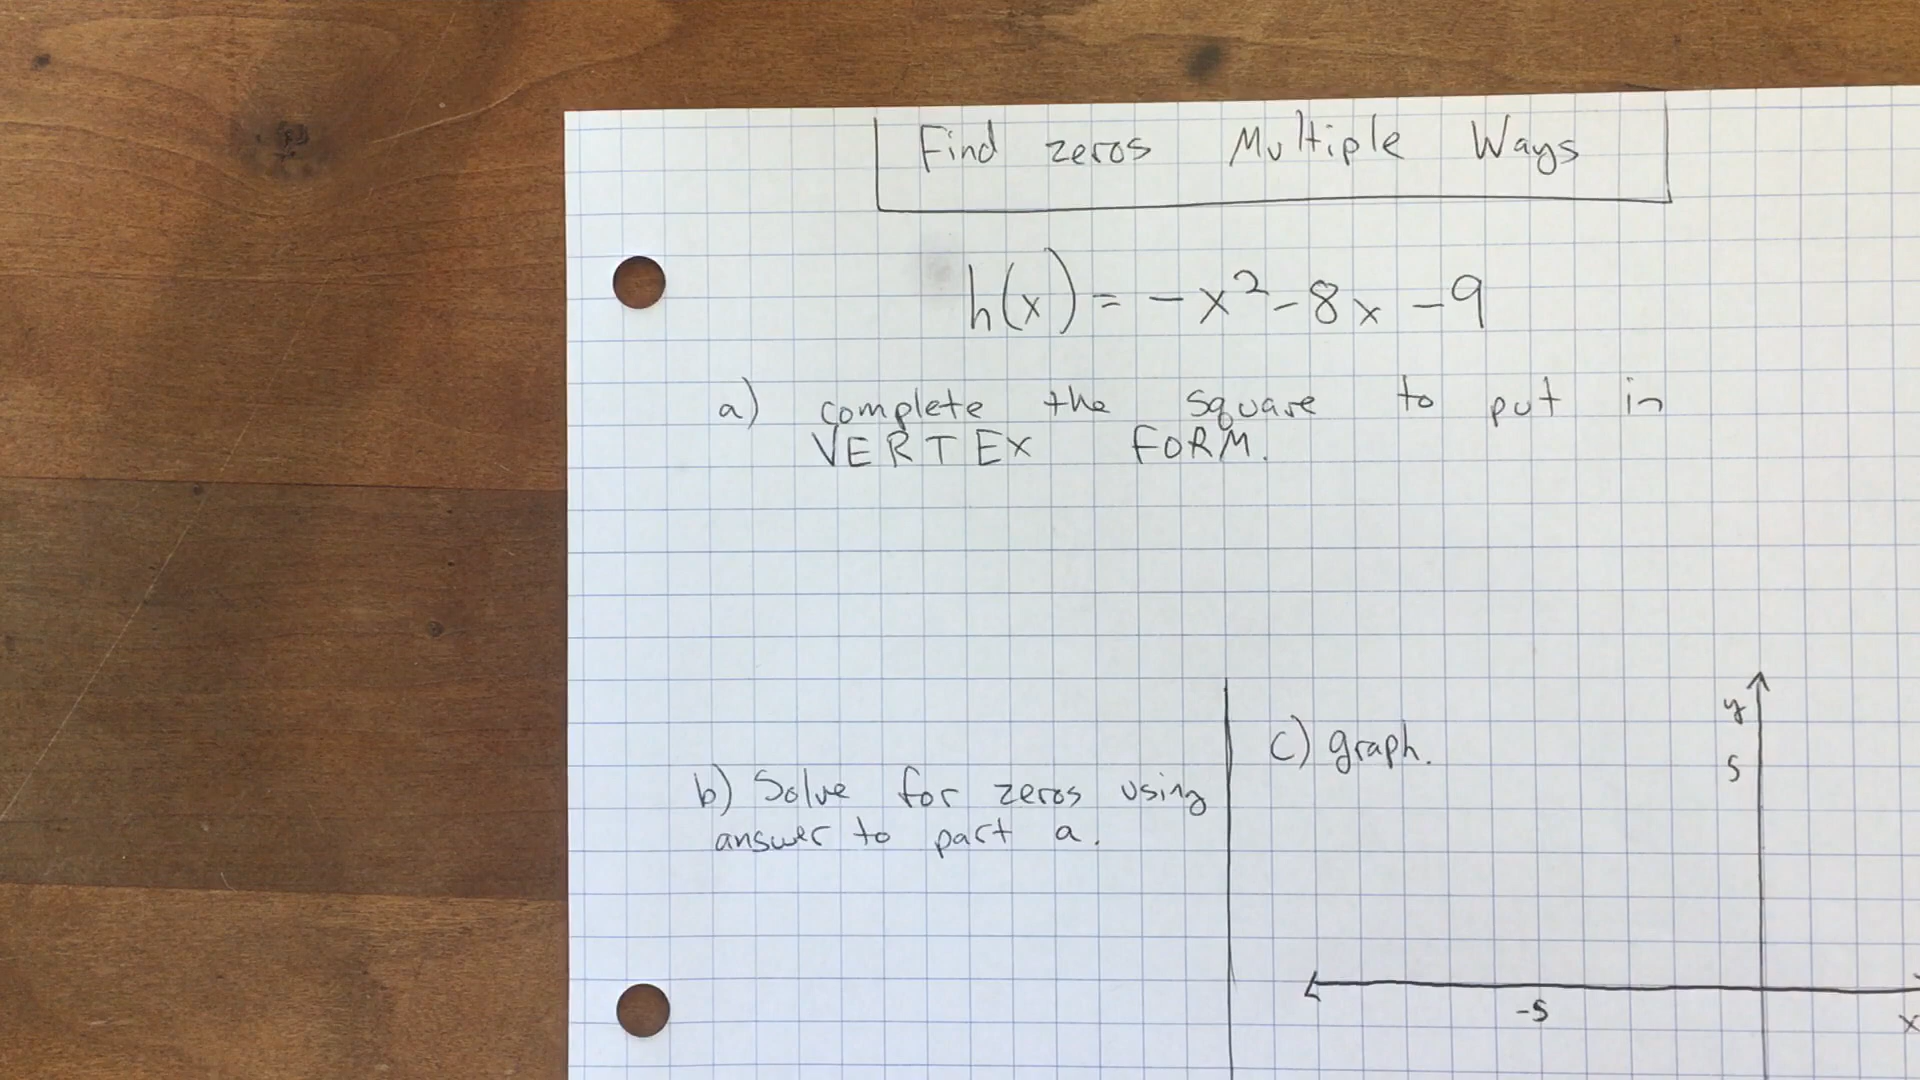 Find zeros Multiple Ways
h(x) = -x² - 8x - 9
a) complete the square to put in
VERTEX FORM.
b) Solve for zeros using
answer to part a.
c) graph.
y
5
-5
x